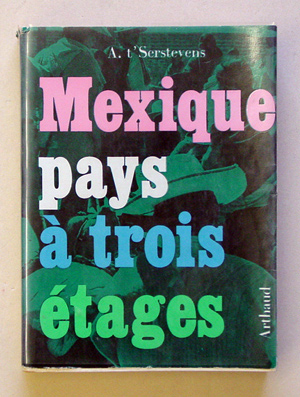 A. t'Serstevens
Mexique
pays
à trois
étages
Arthaud